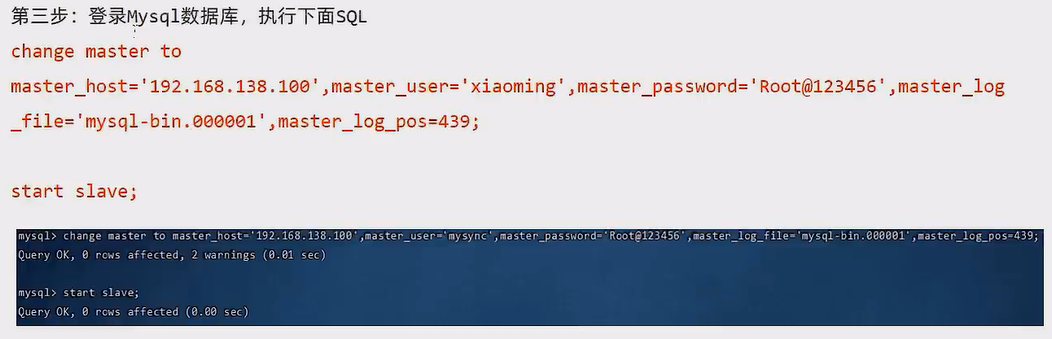 第三步：登录Mysql数据库，执行下面SQL
change master to
master_host='192.168.138.100',master_user='xiaoming',master_password='Root@123456',master_log
_file='mysql-bin.000001',master_log_pos=439;
start slave;
mysql> change master to master_host='192.168.138.100',master_user='mysync',master_password='Root@123456',master_log_file='mysql-bin.000001',master_log_pos=439;
Query OK, 0 rows affected, 2 warnings (0.01 sec)
mysql> start slave;
Query OK, 0 rows affected (0.00 sec)